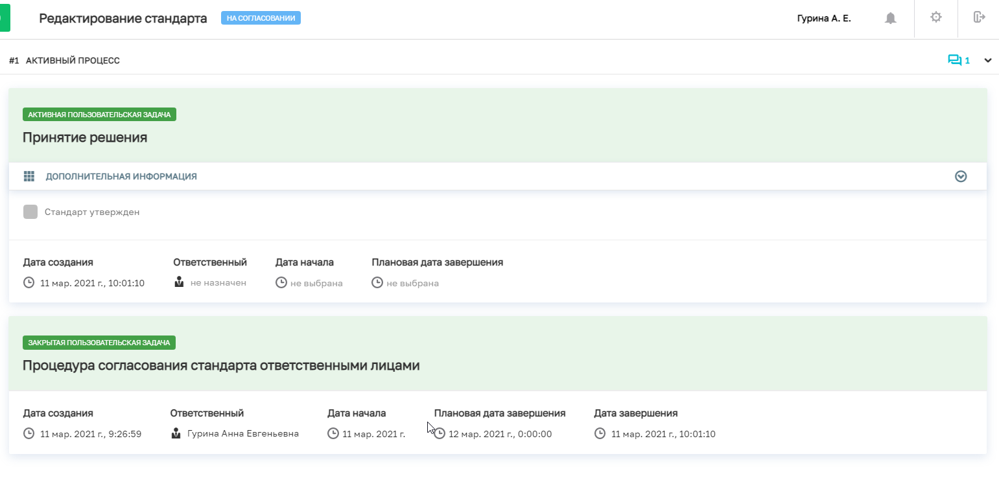 Редактирование стандарта НА СОГЛАСОВАНИИ Гурина А. Е.
#1 АКТИВНЫЙ ПРОЦЕСС 1
АКТИВНАЯ ПОЛЬЗОВАТЕЛЬСКАЯ ЗАДАЧА
Принятие решения
ДОПОЛНИТЕЛЬНАЯ ИНФОРМАЦИЯ
Стандарт утвержден
Дата создания Ответственный Дата начала Плановая дата завершения
11 мар. 2021 г., 10:01:10 не назначен не выбрана не выбрана
ЗАКРЫТАЯ ПОЛЬЗОВАТЕЛЬСКАЯ ЗАДАЧА
Процедура согласования стандарта ответственными лицами
Дата создания Ответственный Дата начала Плановая дата завершения Дата завершения
11 мар. 2021 г., 9:26:59 Гурина Анна Евгеньевна 11 мар. 2021 г. 12 мар. 2021 г., 0:00:00 11 мар. 2021 г., 10:01:10